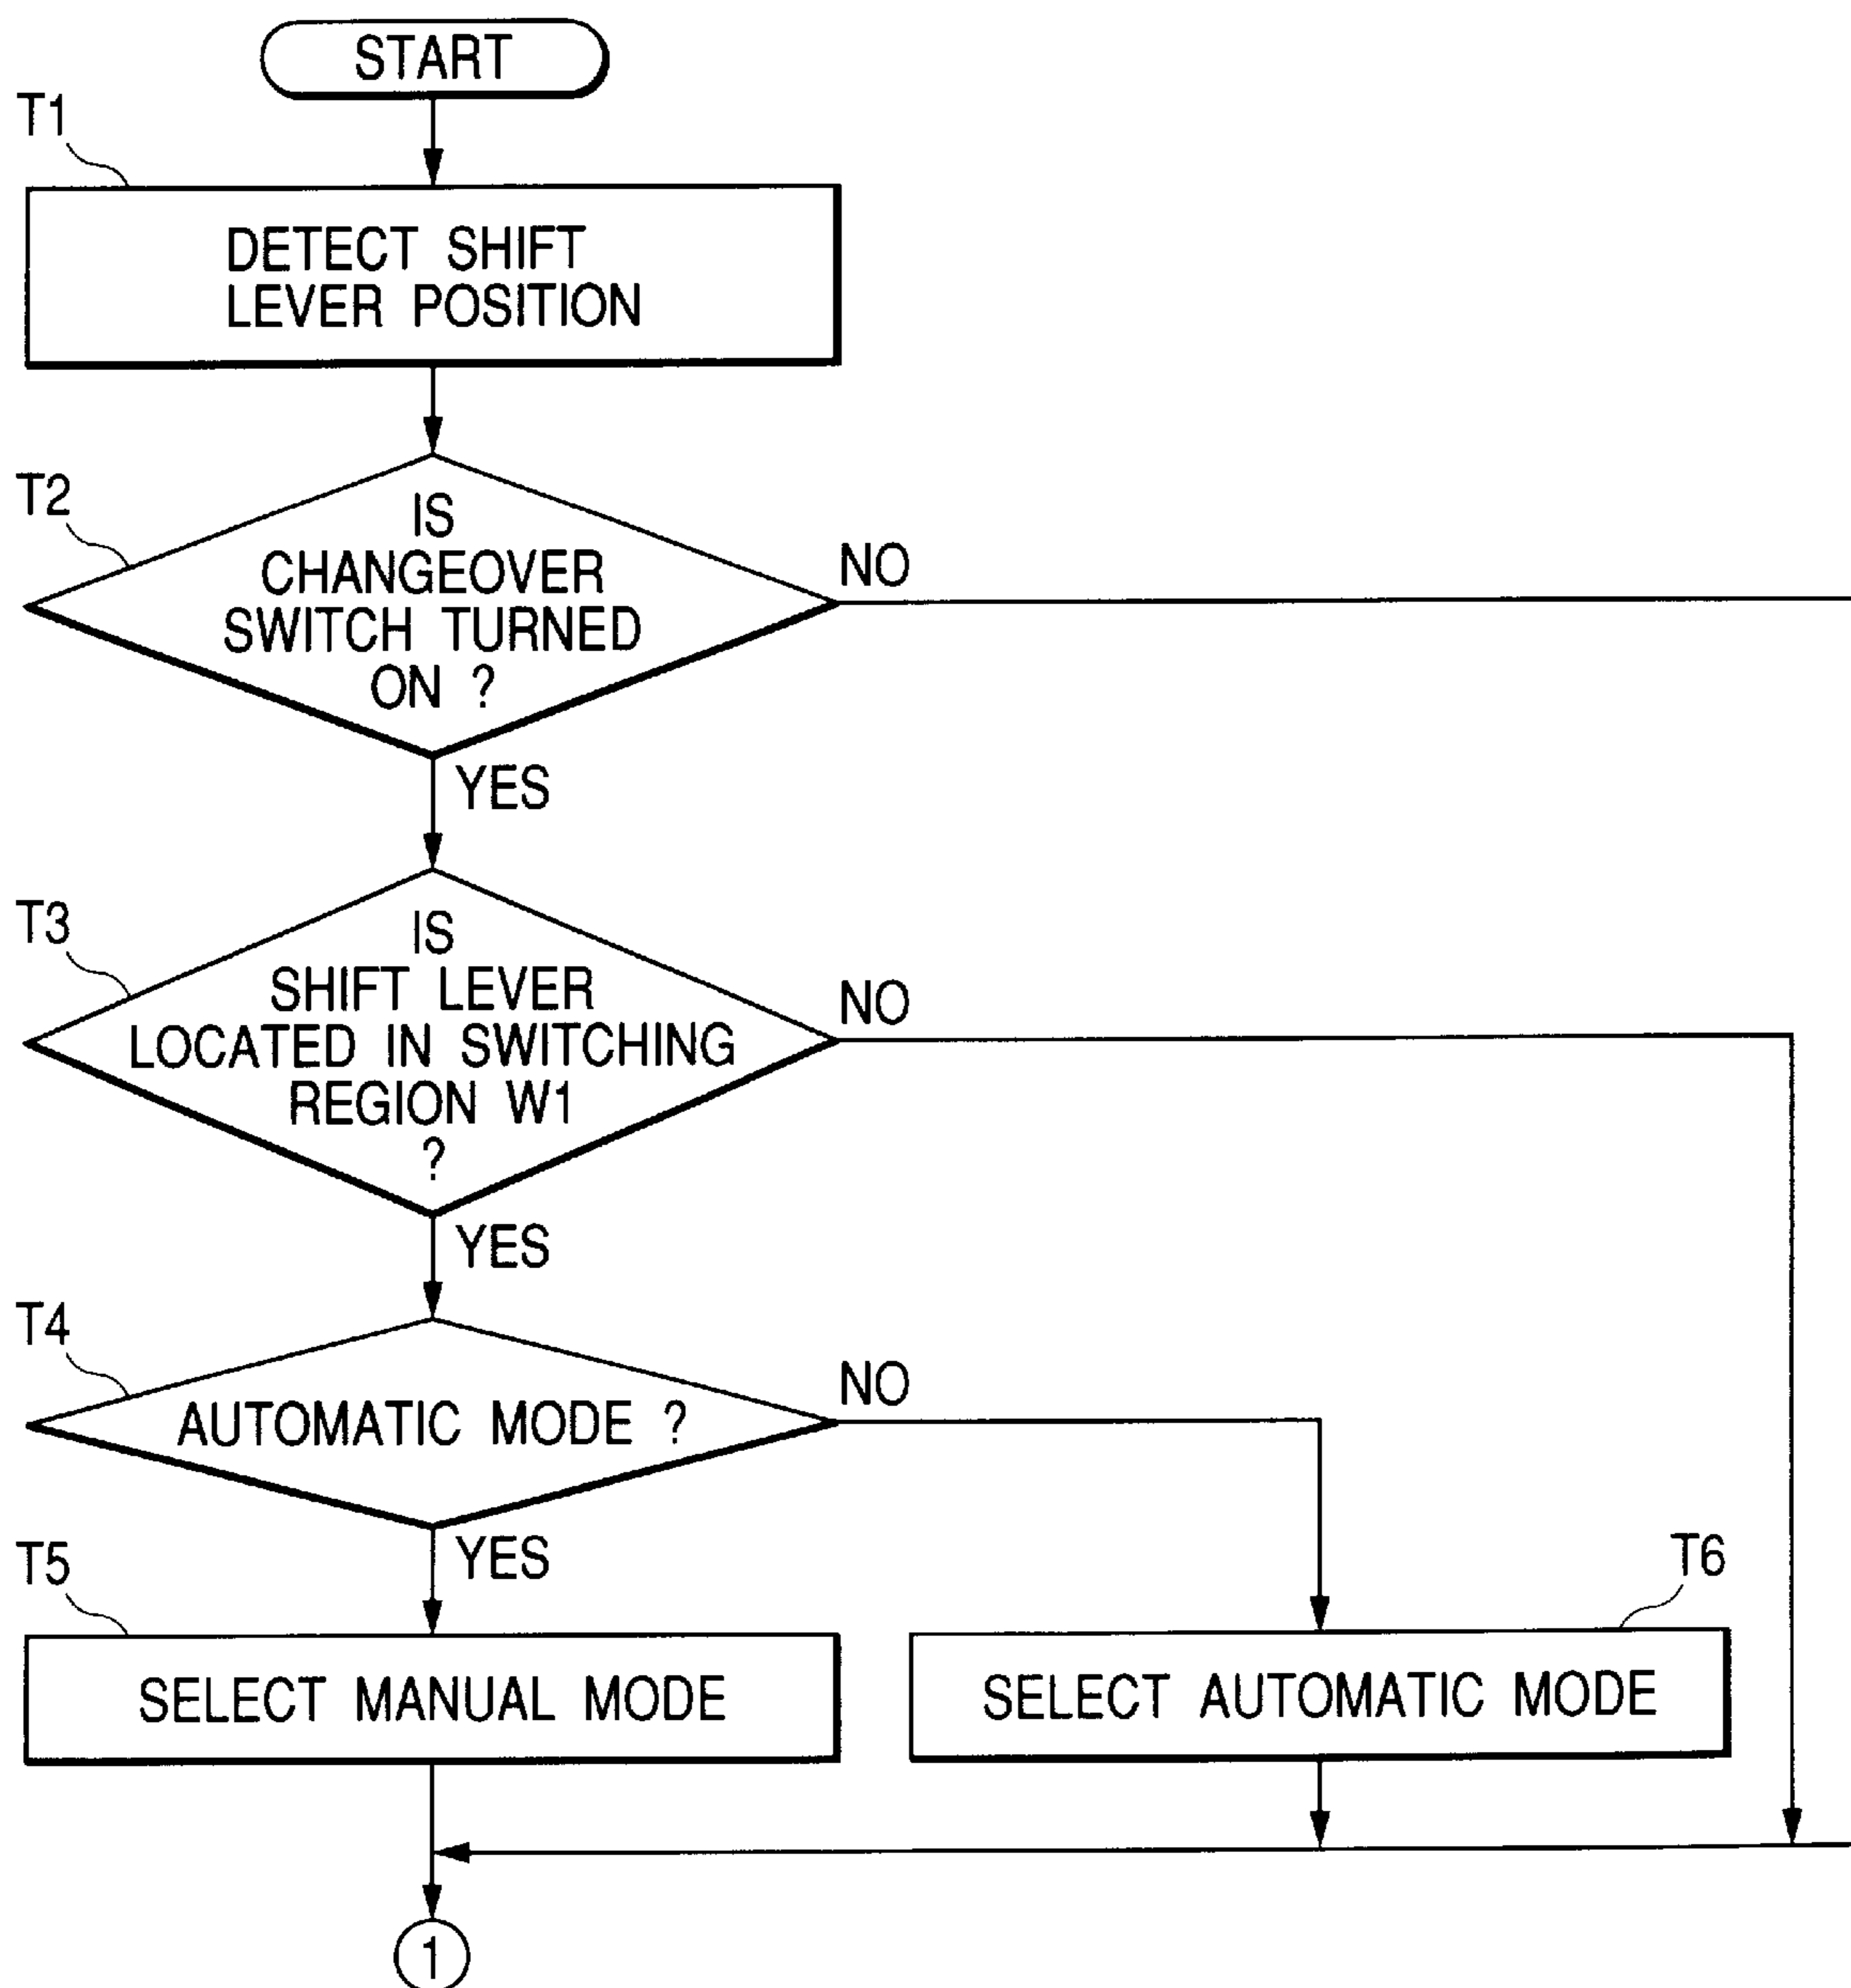 START
T1
DETECT SHIFT
LEVER POSITION
T2
IS
CHANGEOVER
SWITCH TURNED
ON ?
NO
YES
T3
IS
SHIFT LEVER
LOCATED IN SWITCHING
REGION W1
?
NO
YES
T4
AUTOMATIC MODE ?
NO
YES
T5
SELECT MANUAL MODE
T6
SELECT AUTOMATIC MODE
1